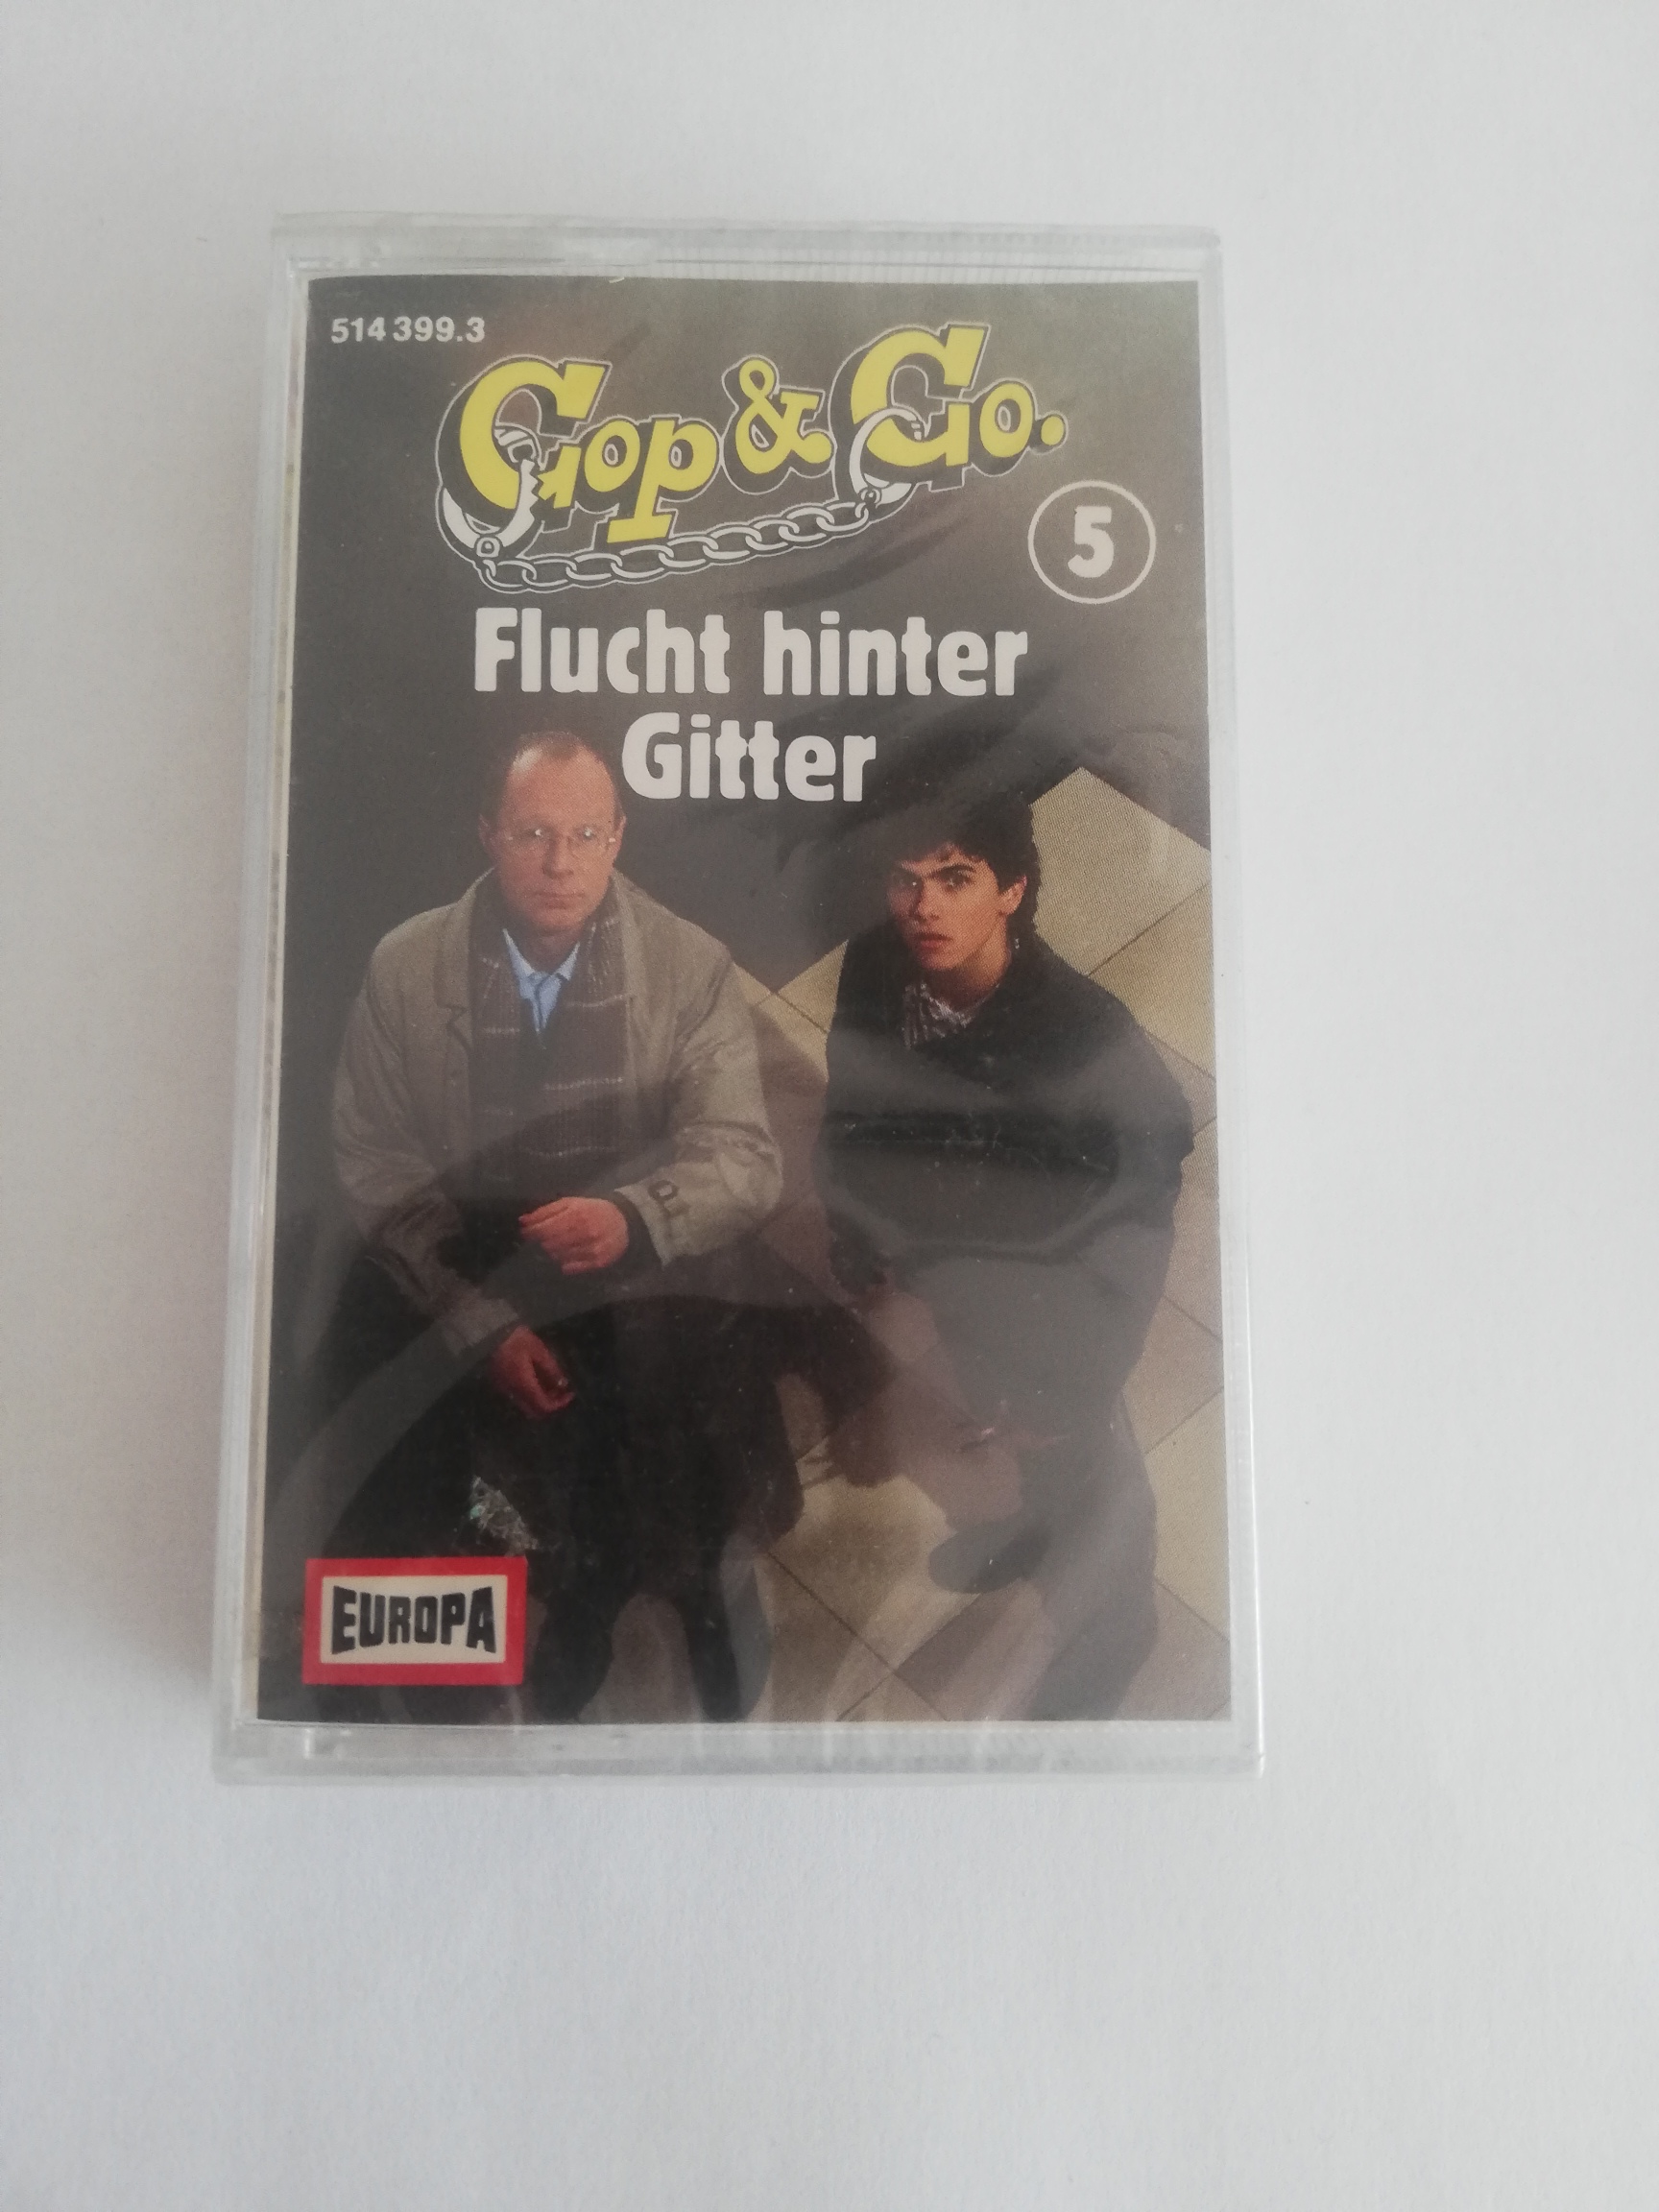 514 399.3
Cop & Co.
5
Flucht hinter
Gitter
EUROPA